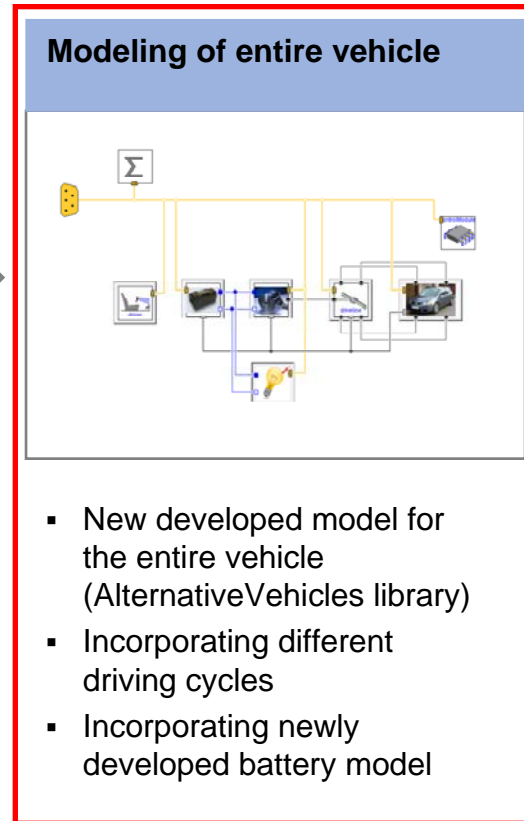 Modeling of entire vehicle
Σ
▪ New developed model for
the entire vehicle
(AlternativeVehicles library)
▪ Incorporating different
driving cycles
▪ Incorporating newly
developed battery model